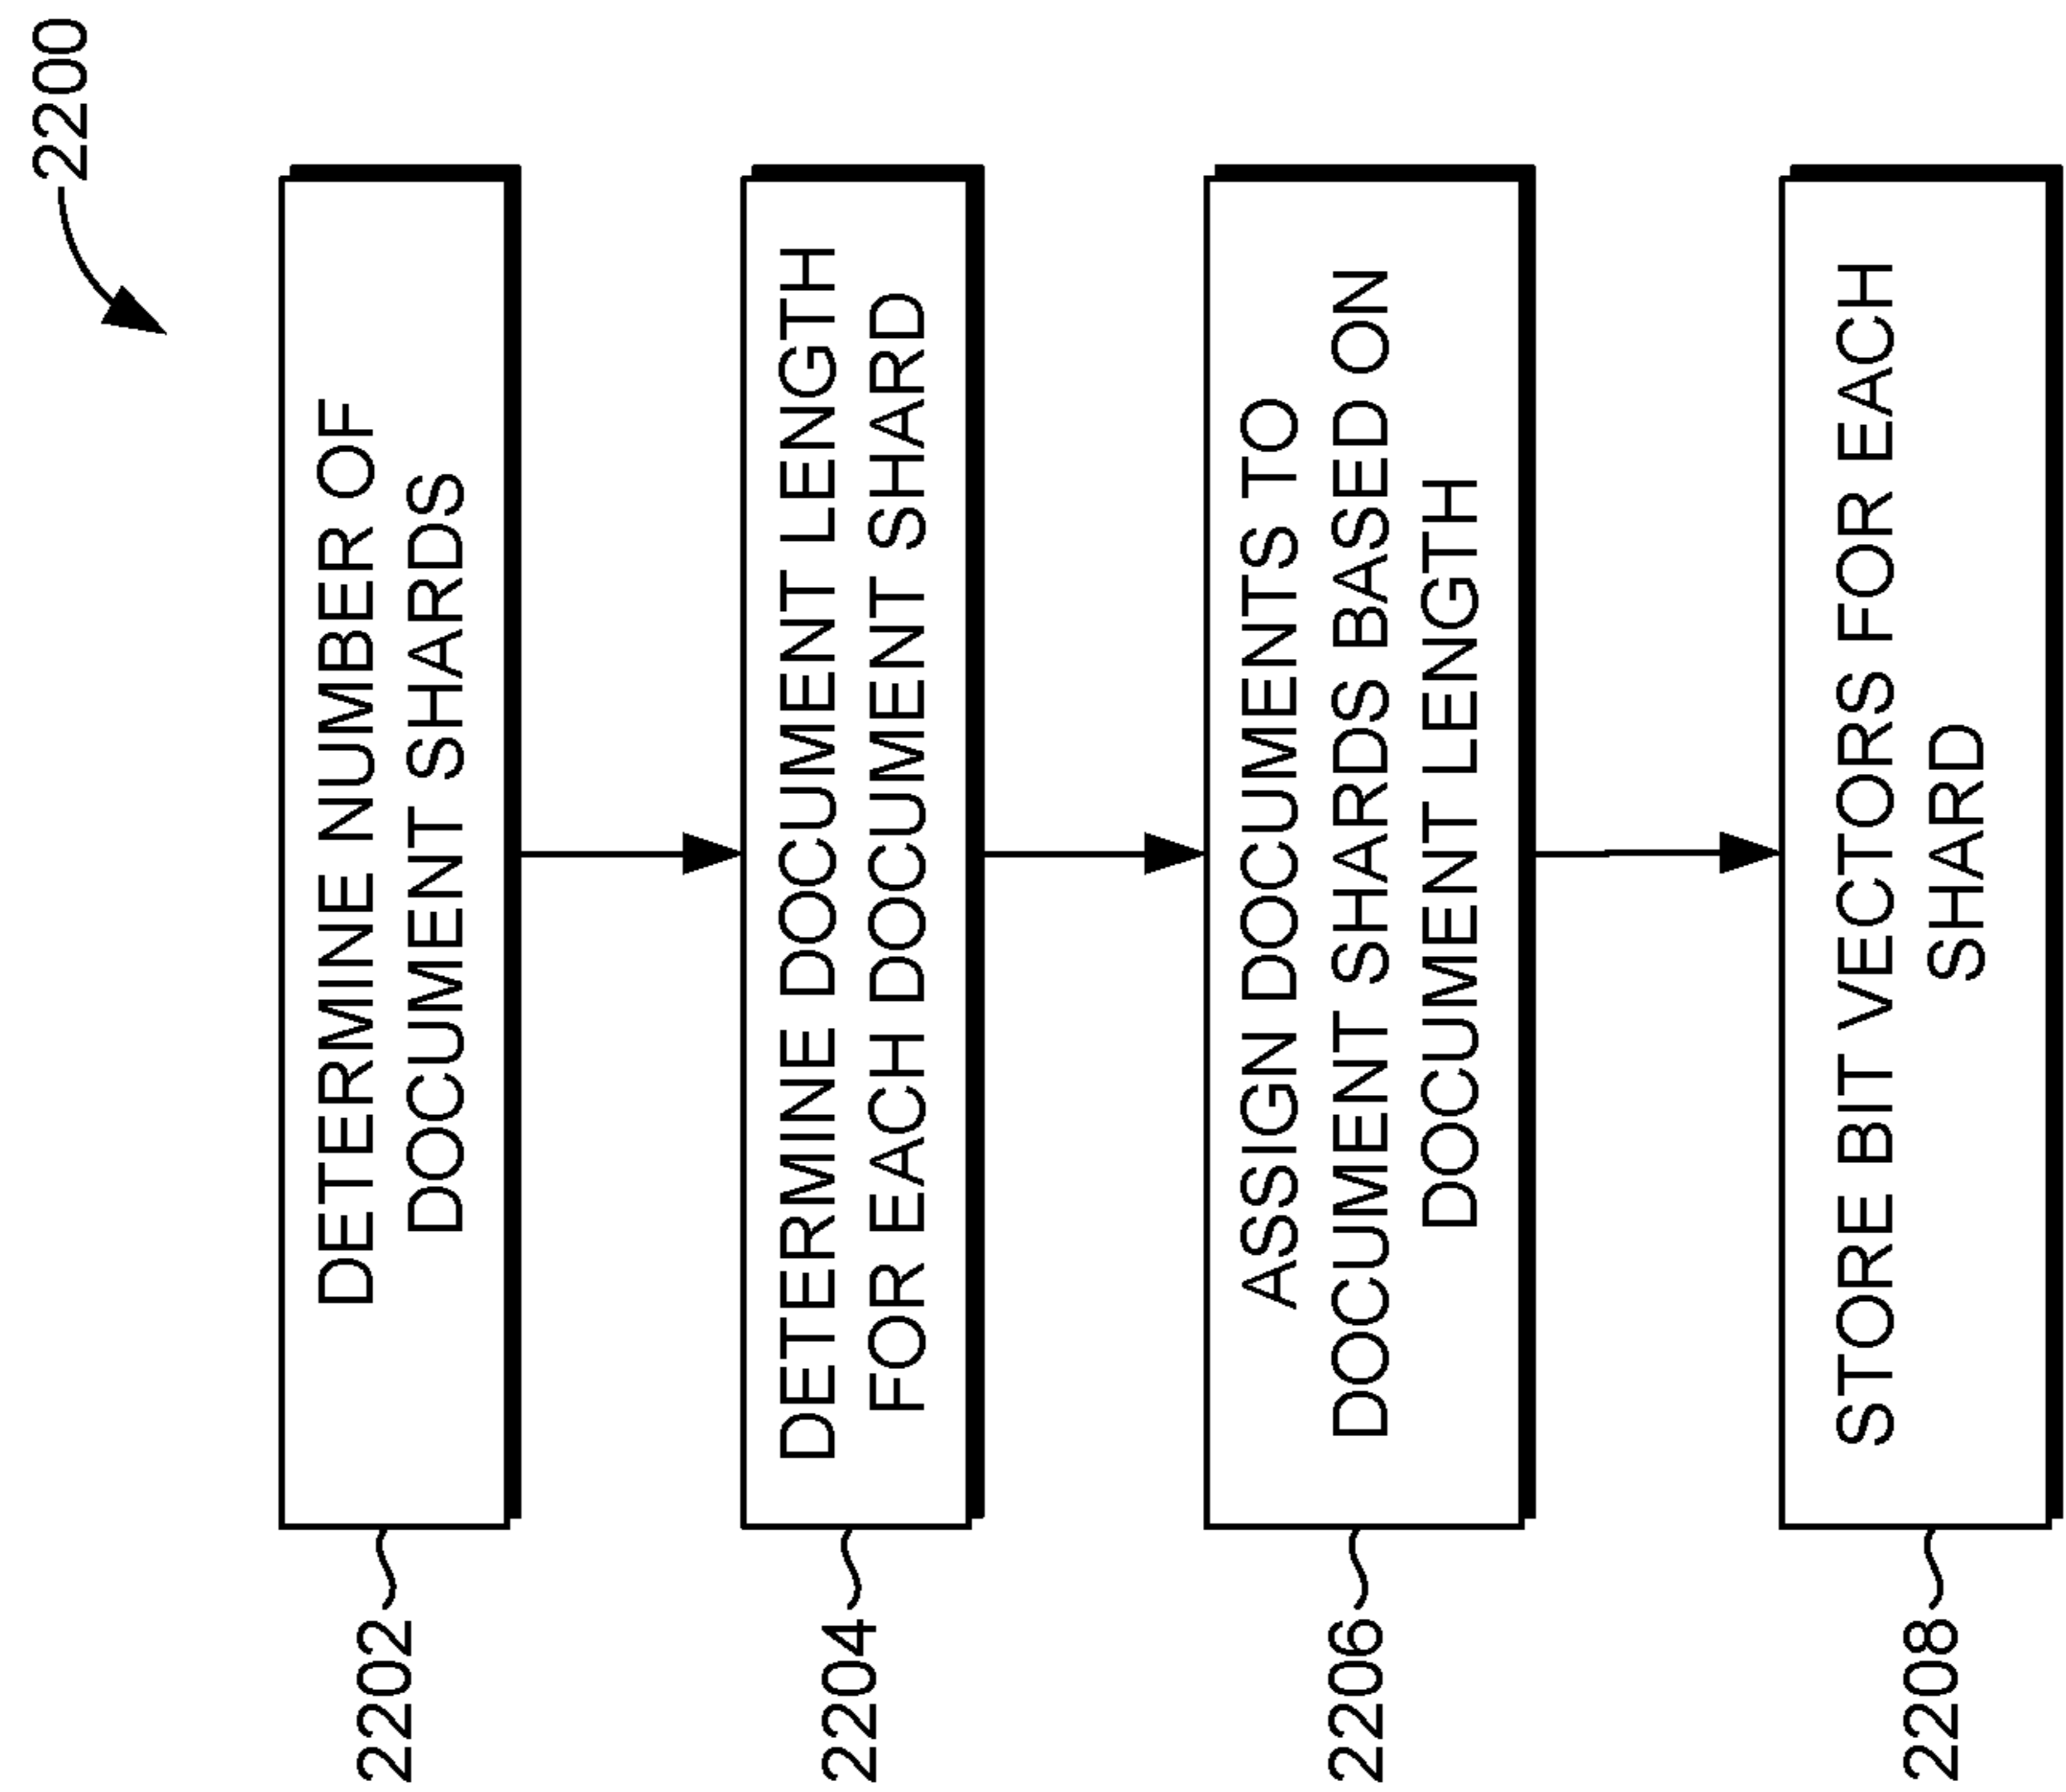 2200
2202
DETERMINE NUMBER OF
DOCUMENT SHARDS
2204
DETERMINE DOCUMENT LENGTH
FOR EACH DOCUMENT SHARD
2206
ASSIGN DOCUMENTS TO
DOCUMENT SHARDS BASED ON
DOCUMENT LENGTH
2208
STORE BIT VECTORS FOR EACH
SHARD